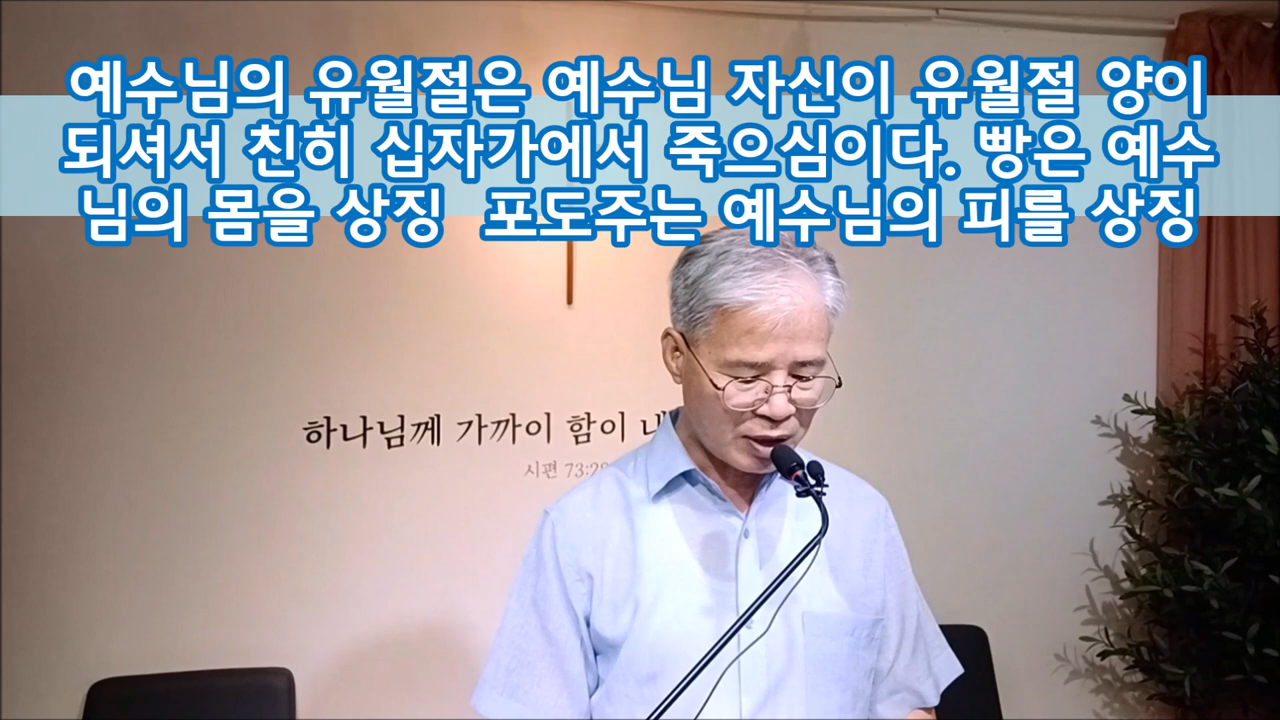 예수님의 유월절은 예수님 자신이 유월절 양이
되셔서 친히 십자가에서 죽으심이다. 빵은 예수
님의 몸을 상징 포도주는 예수님의 피를 상징
하나님께 가까이 함이
시편 73:28